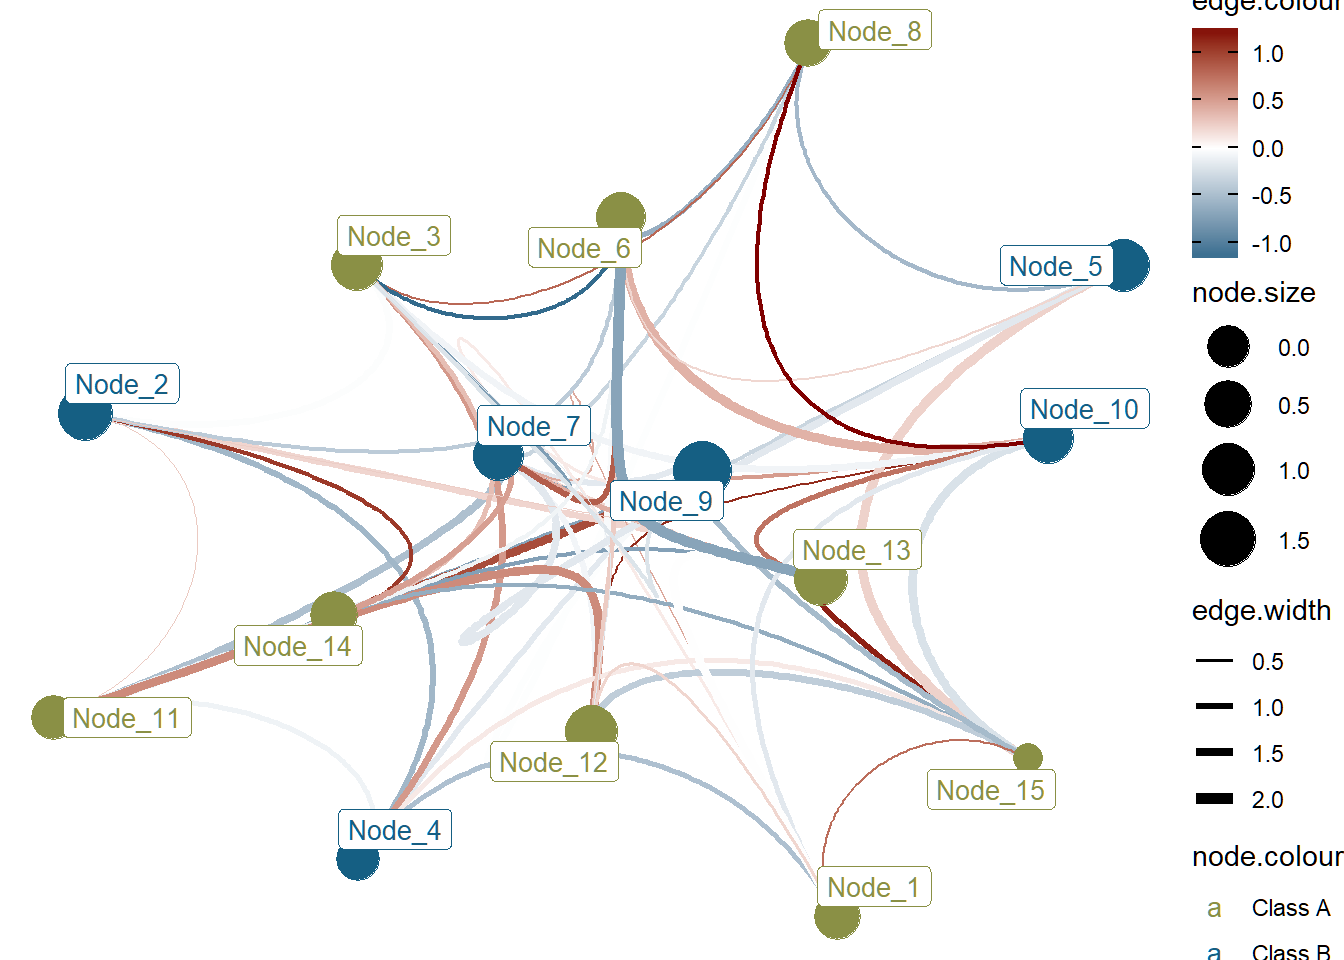 Node_8
Node_3
Node_6
Node_5
Node_2
Node_10
Node_7
Node_9
Node_13
Node_14
Node_11
Node_12
Node_15
Node_4
Node_1
edge.colour
1.0
0.5
0.0
-0.5
-1.0
node.size
0.0
0.5
1.0
1.5
edge.width
0.5
1.0
1.5
2.0
node.colour
a Class A
a Class B